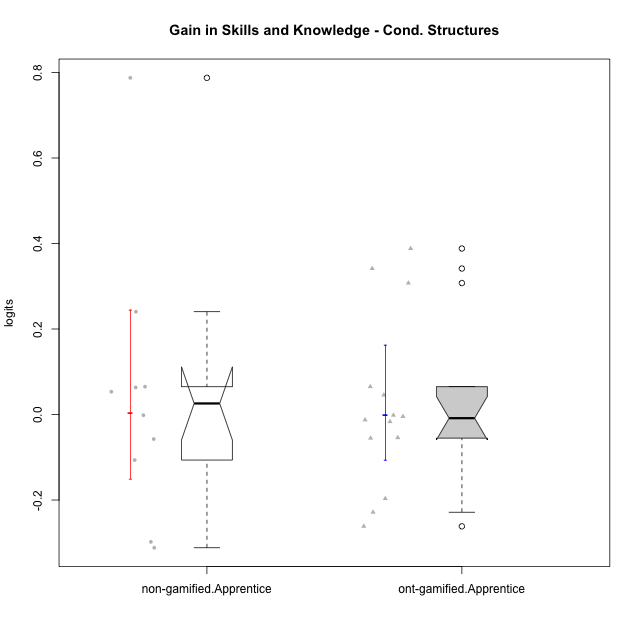 Gain in Skills and Knowledge - Cond. Structures
logits
0.8
0.6
0.4
0.2
0.0
-0.2
non-gamified.Apprentice
ont-gamified.Apprentice